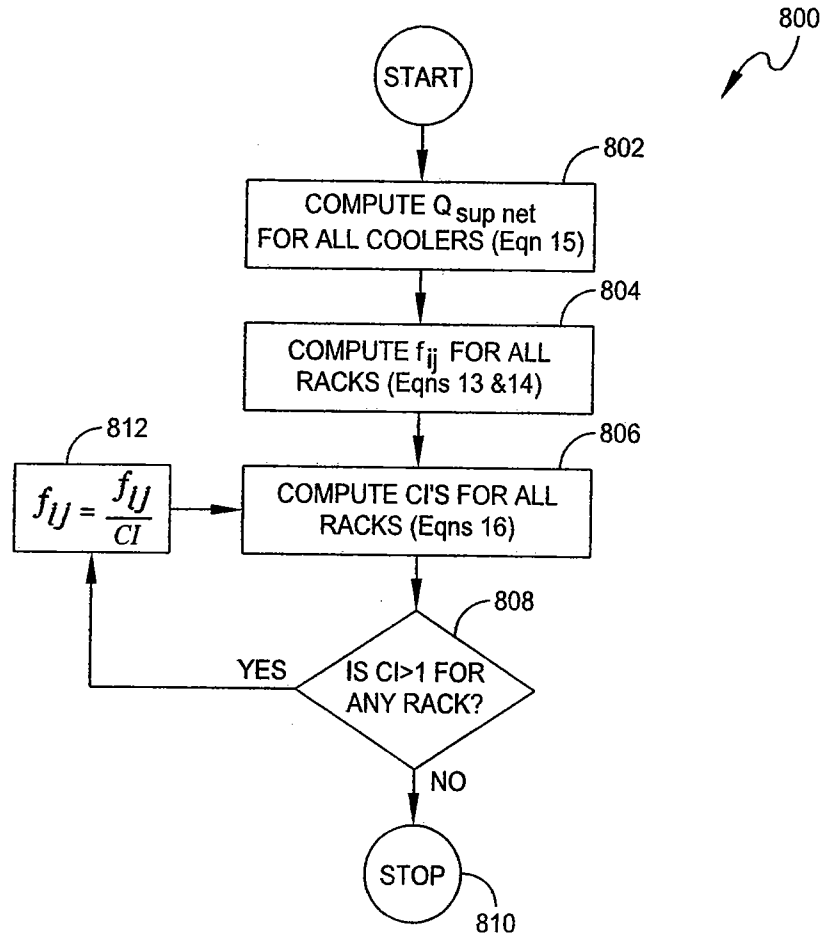 800
START
802
COMPUTE Q sup net
FOR ALL COOLERS (Eqn 15)
804
COMPUTE fij FOR ALL
RACKS (Eqns 13 &14)
812
fij = fij / CI
806
COMPUTE CI'S FOR ALL
RACKS (Eqns 16)
808
YES
IS CI>1 FOR
ANY RACK?
NO
STOP
810